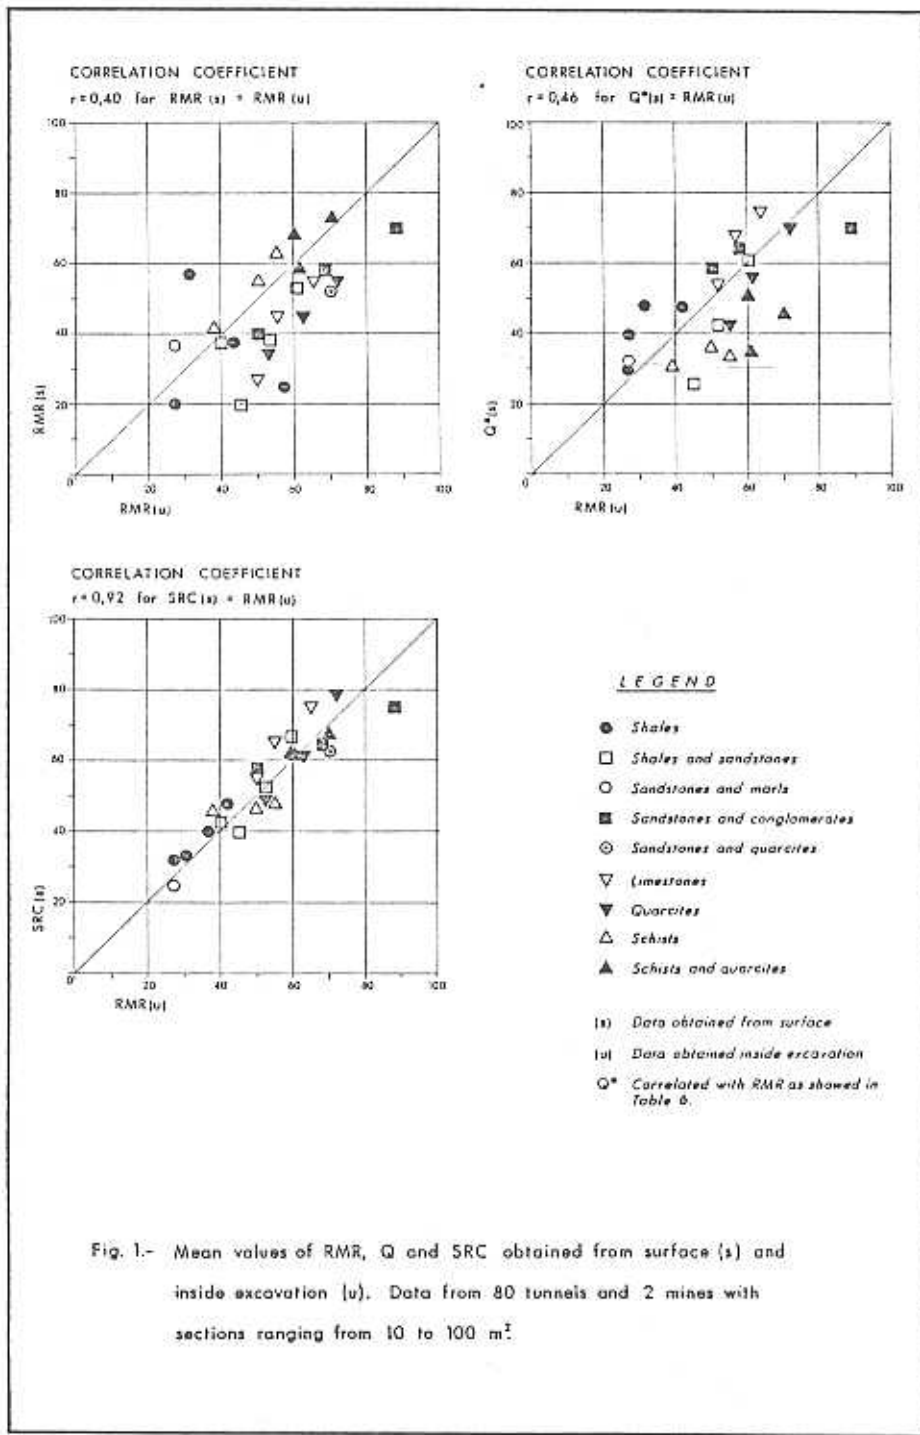 CORRELATION COEFFICIENT
r = 0,40 for RMR (s) ÷ RMR (u)
100
80
60
40
20
0
20
40
60
80
100
RMR (s)
RMR (u)
CORRELATION COEFFICIENT
r = 0,46 for Q*(s) ÷ RMR (u)
100
80
60
40
20
0
20
40
60
80
100
Q*(s)
RMR (u)
CORRELATION COEFFICIENT
r = 0,92 for SRC (s) ÷ RMR (u)
100
80
60
40
20
0
20
40
60
80
100
SRC (s)
RMR (u)
LEGEND
Shales
Shales and sandstones
Sandstones and marls
Sandstones and conglomerates
Sandstones and quarcites
Limestones
Quarcites
Schists
Schists and quarcites
(s) Data obtained from surface
(u) Data obtained inside excavation
Q* Correlated with RMR as showed in
Table 6.
Fig. 1.- Mean values of RMR, Q and SRC obtained from surface (s) and
inside excavation (u). Data from 80 tunnels and 2 mines with
sections ranging from 10 to 100 m².